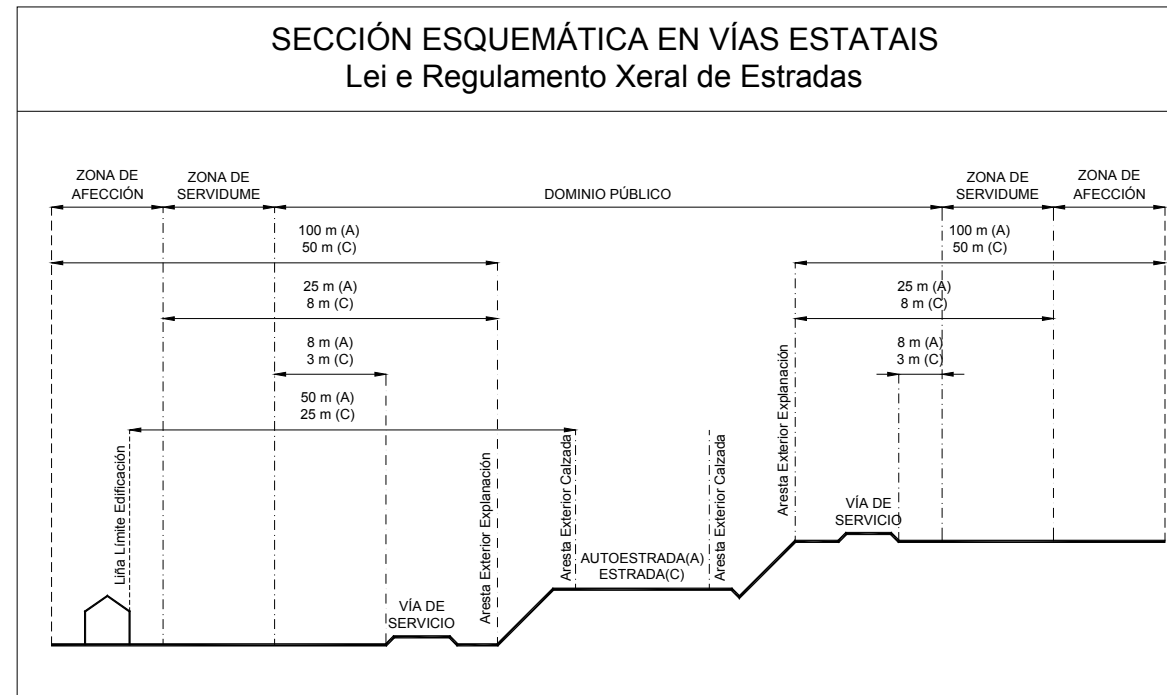 SECCIÓN ESQUEMÁTICA EN VÍAS ESTATAIS
Lei e Regulamento Xeral de Estradas
ZONA DE
AFECCIÓN
ZONA DE
SERVIDUME
DOMINIO PÚBLICO
ZONA DE
SERVIDUME
ZONA DE
AFECCIÓN
100 m (A)
50 m (C)
100 m (A)
50 m (C)
25 m (A)
8 m (C)
25 m (A)
8 m (C)
8 m (A)
3 m (C)
8 m (A)
3 m (C)
50 m (A)
25 m (C)
Liña Límite Edificación
Aresta Exterior Explanación
Aresta Exterior Calzada
Aresta Exterior Calzada
Aresta Exterior Explanación
VÍA DE
SERVICIO
AUTOESTRADA(A)
ESTRADA(C)
VÍA DE
SERVICIO